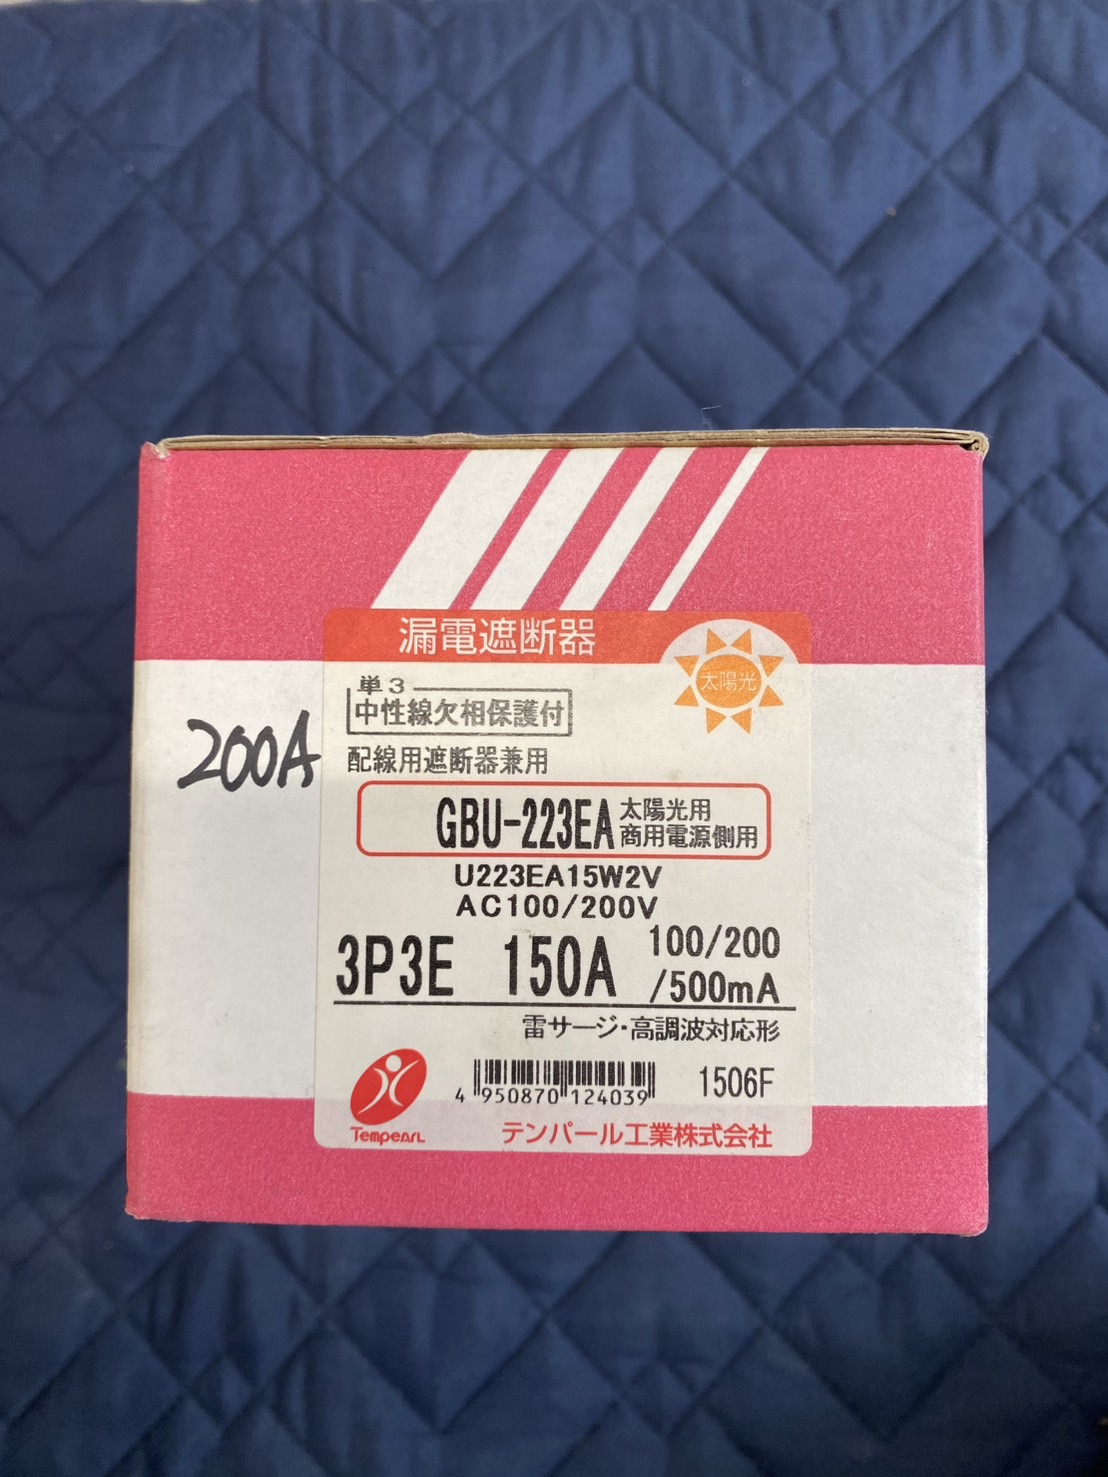 漏電遮断器
太陽光
単3
中性線欠相保護付
200A
配線用遮断器兼用
GBU-223EA 太陽光用
商用電源側用
U223EA15W2V
AC100/200V
3P3E 150A 100/200
/500mA
雷サージ・高調波対応形
4 950870 124039
1506F
Tempearl
テンパール工業株式会社